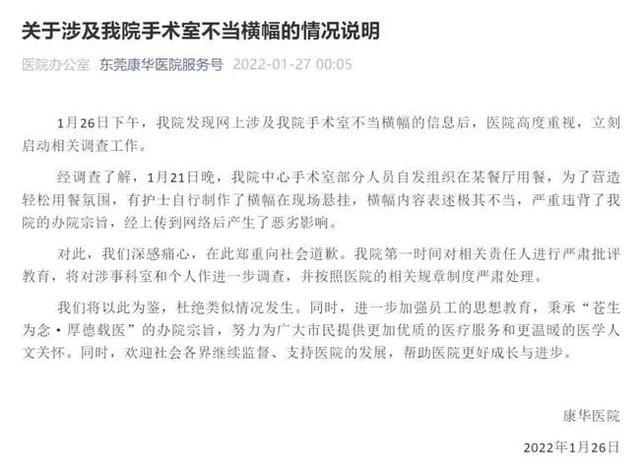 关于涉及我院手术室不当横幅的情况说明
医院办公室 东莞康华医院服务号 2022-01-27 00:05
1月26日下午，我院发现网上涉及我院手术室不当横幅的信息后，医院高度重视，立刻
启动相关调查工作。
经调查了解，1月21日晚，我院中心手术室部分人员自发组织在某餐厅用餐，为了营造
轻松用餐氛围，有护士自行制作了横幅在现场悬挂，横幅内容表述极其不当，严重违背了我
院的办院宗旨，经上传到网络后产生了恶劣影响。
对此，我们深感痛心，在此郑重向社会道歉。我院第一时间对相关责任人进行严肃批评
教育，将对涉事科室和个人作进一步调查，并按照医院的相关规章制度严肃处理。
我们将以此为鉴，杜绝类似情况发生。同时，进一步加强员工的思想教育，秉承“苍生
为念·厚德载医”的办院宗旨，努力为广大市民提供更加优质的医疗服务和更温暖的医学人
文关怀。同时，欢迎社会各界继续监督、支持医院的发展，帮助医院更好成长与进步。
康华医院
2022年1月26日